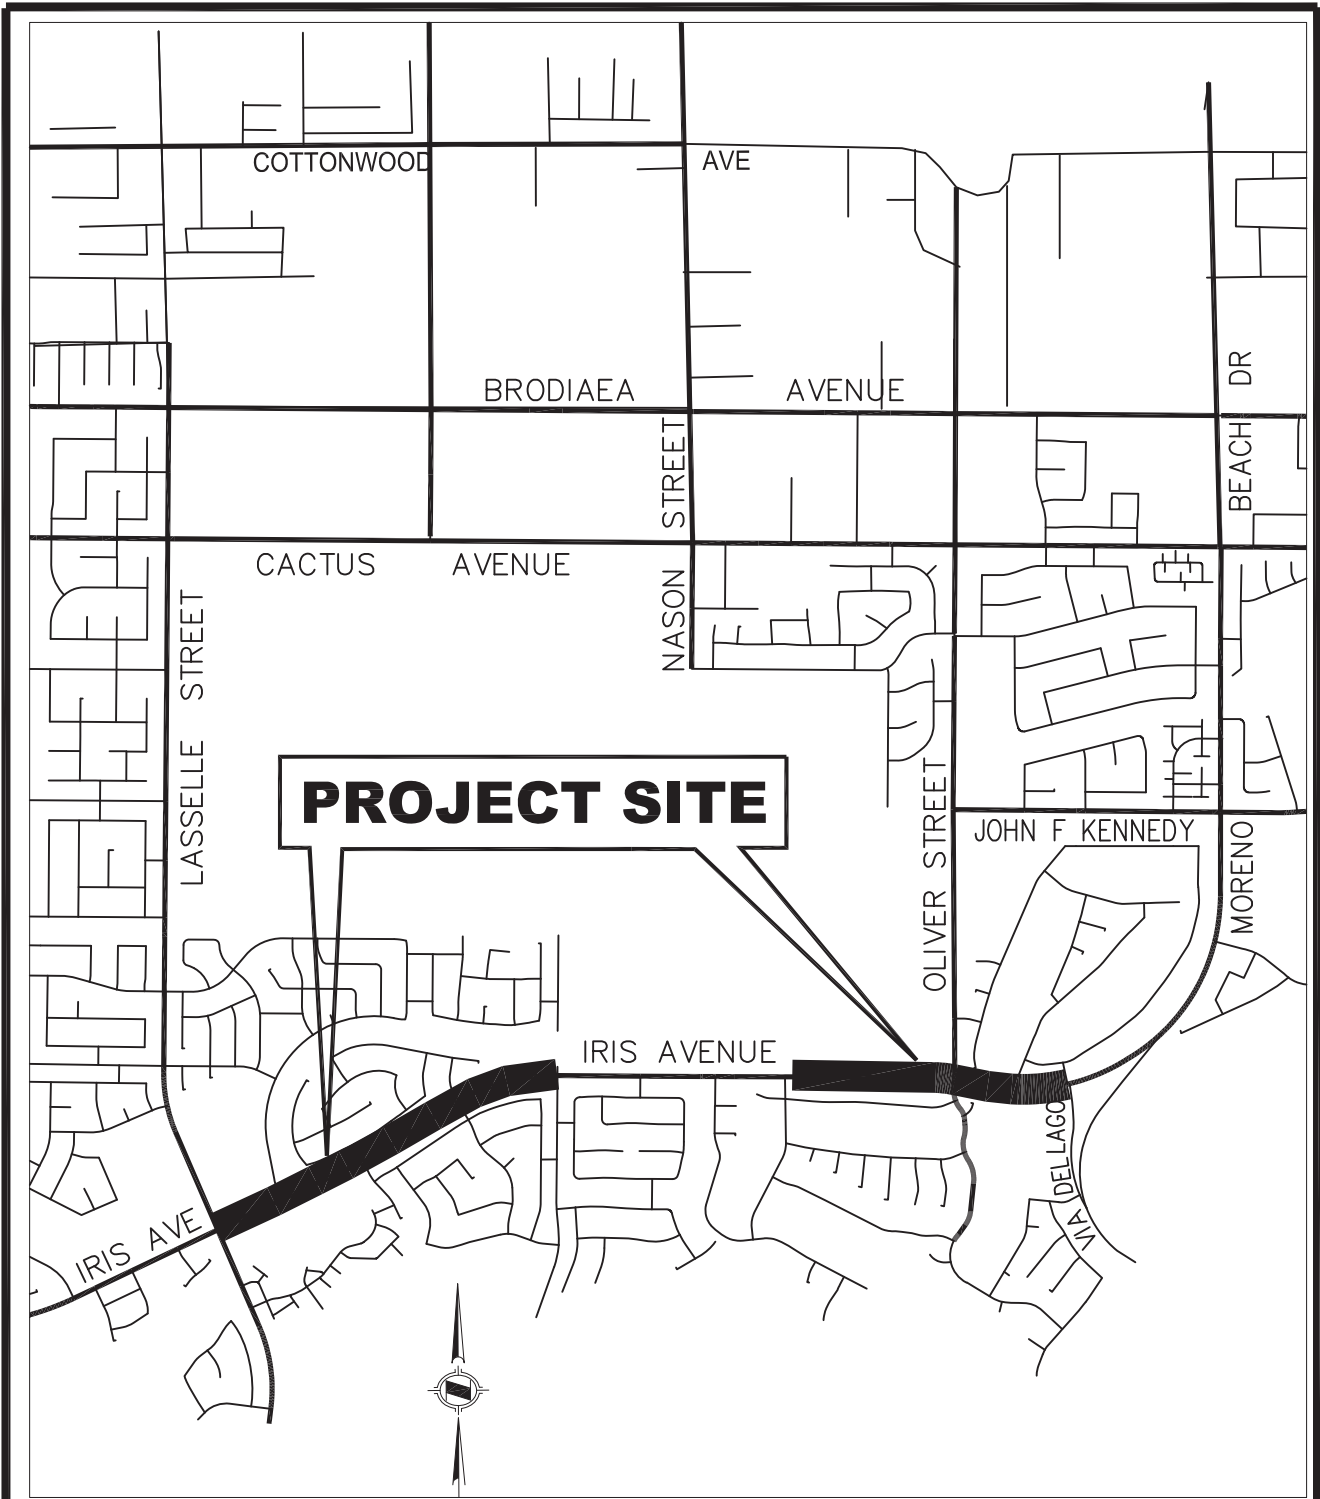 COTTONWOOD AVE
BRODIAEA AVENUE
BEACH DR
NASON STREET
CACTUS AVENUE
LASSELLE STREET
PROJECT SITE
OLIVER STREET
JOHN F KENNEDY
MORENO
IRIS AVENUE
VIA DEL LAGO
IRIS AVE
N